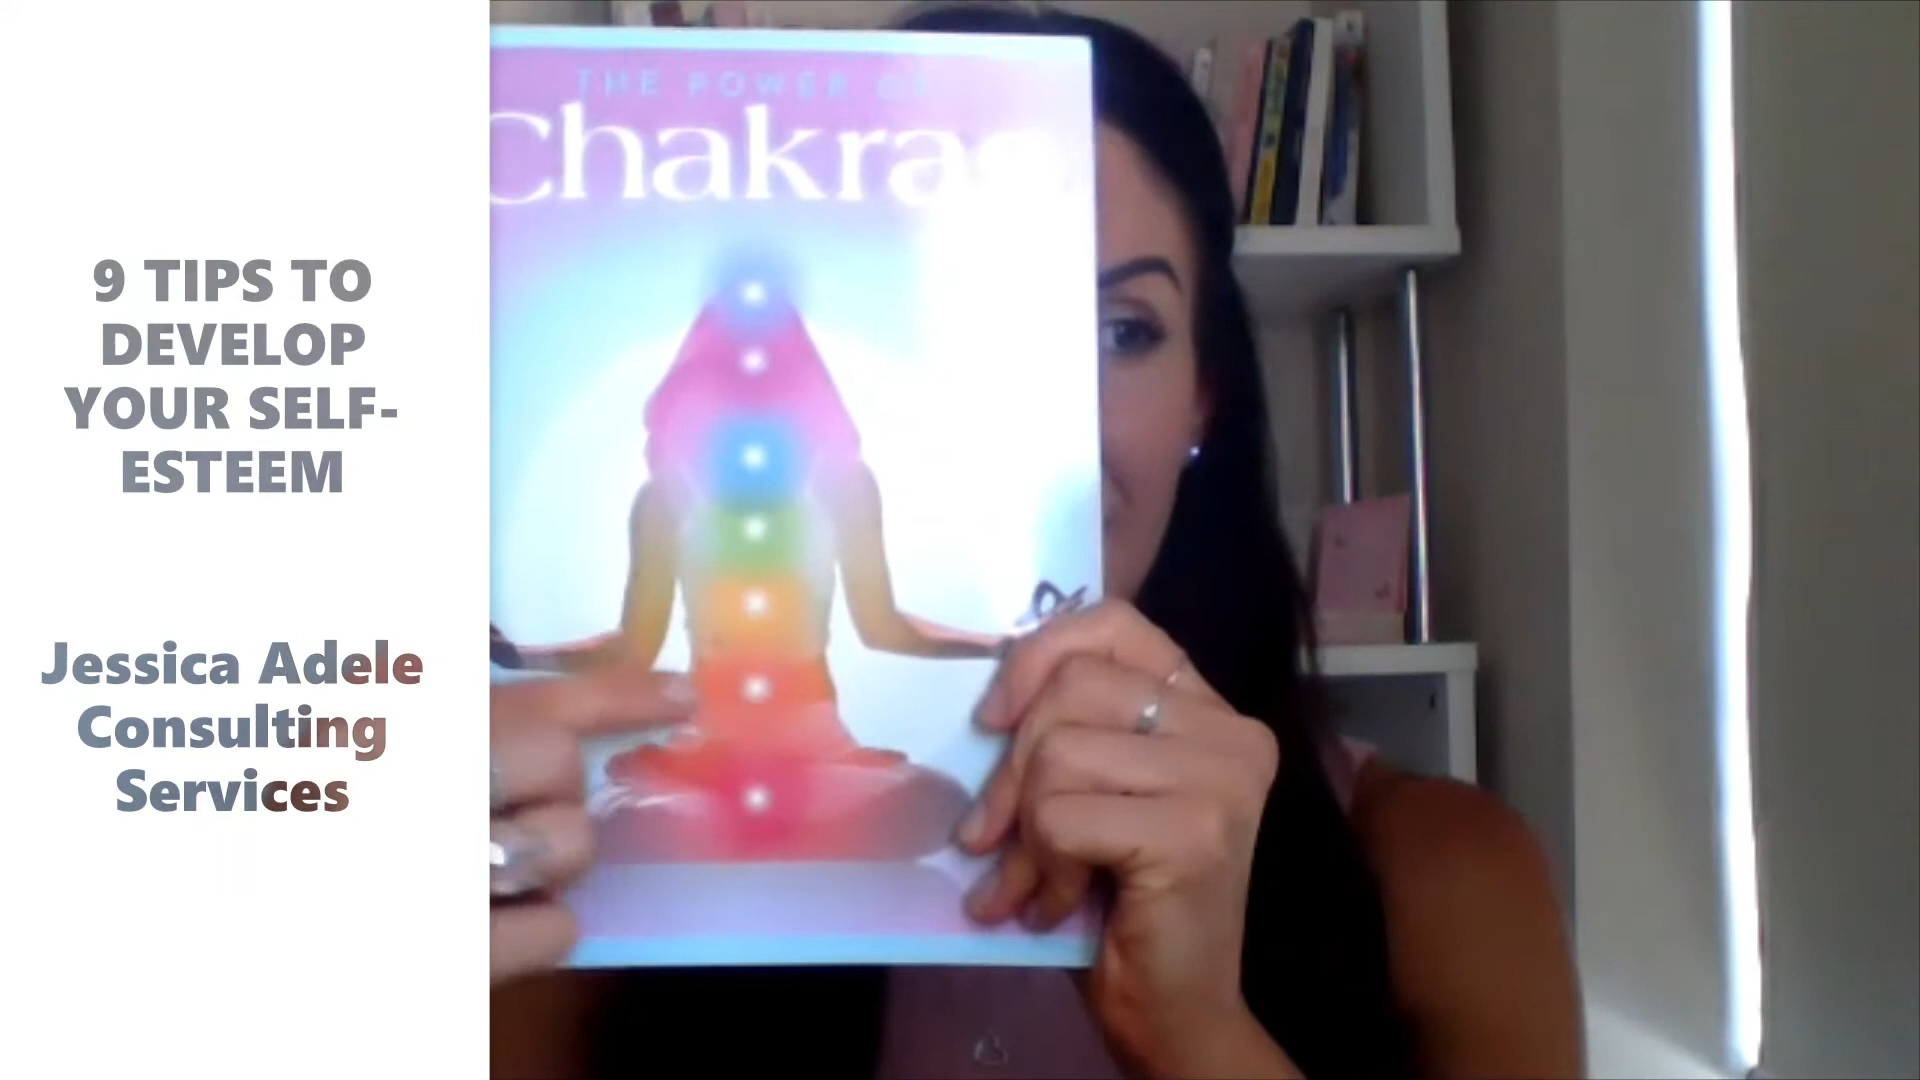 9 TIPS TO
DEVELOP
YOUR SELF-
ESTEEM
Jessica Adele
Consulting
Services
THE POWER OF
Chakras